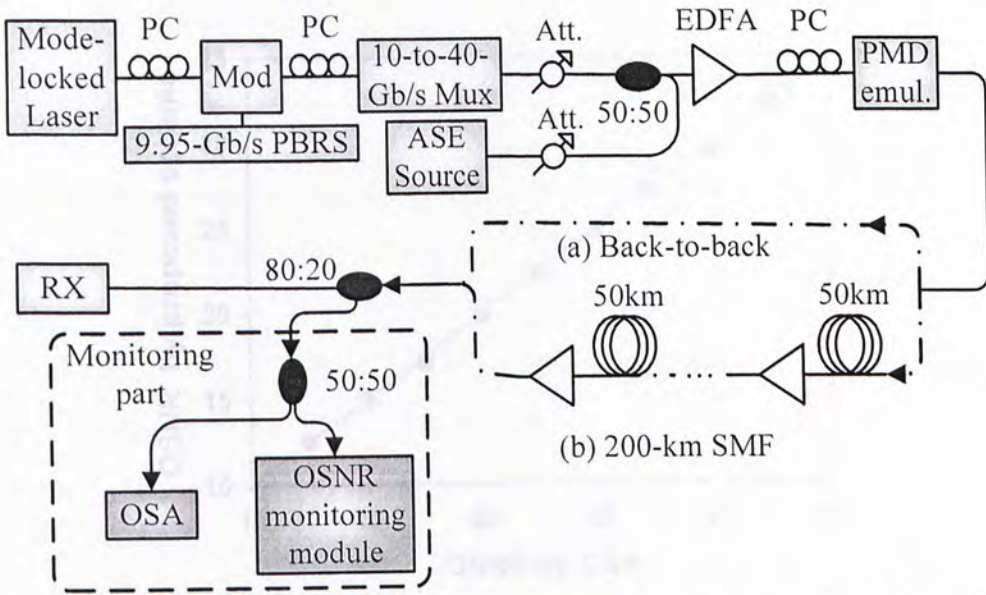 Mode-
locked
Laser
PC
Mod
9.95-Gb/s PBRS
PC
10-to-40-
Gb/s Mux
ASE
Source
Att.
Att.
50:50
EDFA
PC
PMD
emul.
(a) Back-to-back
50km
50km
(b) 200-km SMF
RX
80:20
Monitoring
part
50:50
OSA
OSNR
monitoring
module